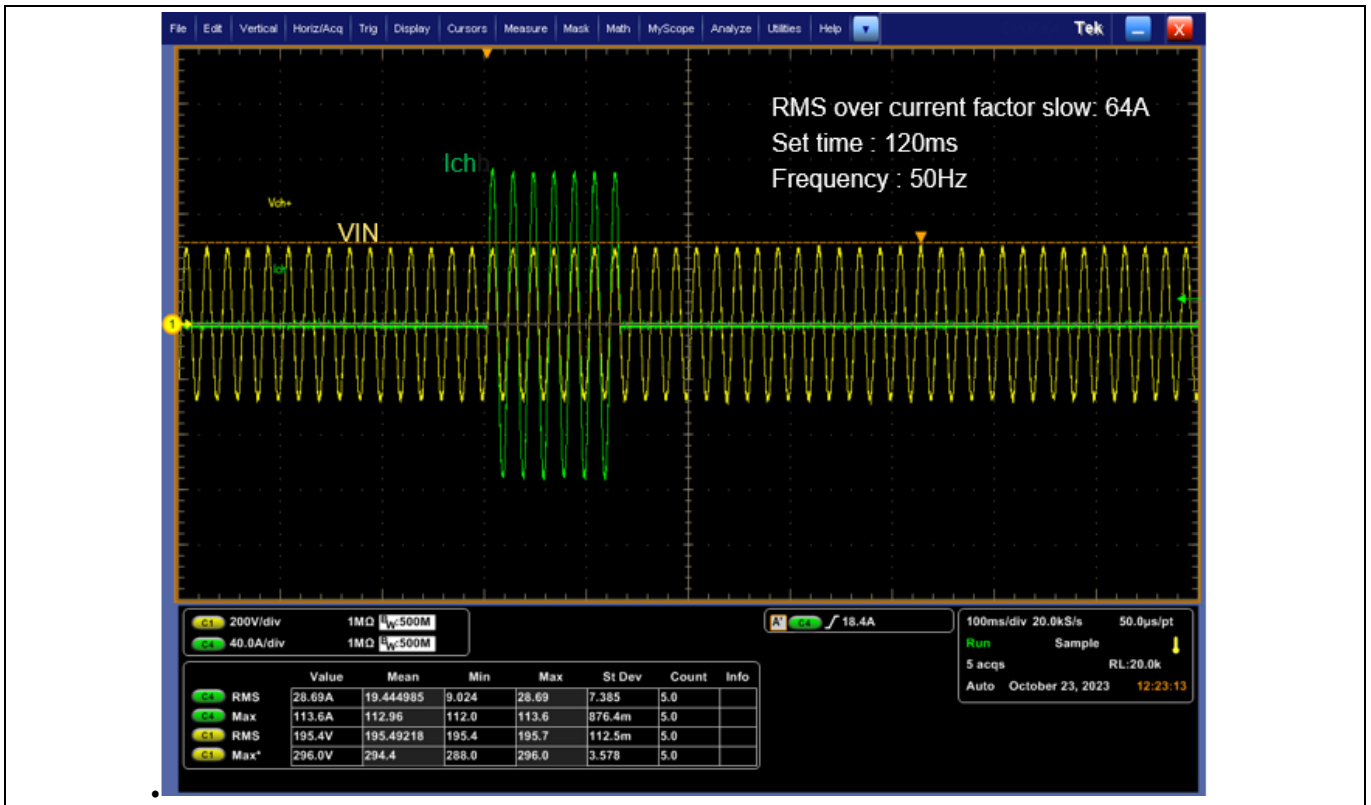 File Edit Vertical Horiz/Acq Trig Display Cursors Measure Mask Math MyScope Analyze Utilities Help Tek
RMS over current factor slow: 64A
Set time : 120ms
Frequency : 50Hz
Ich
Vch+
VIN
Ich
1
C1 200V/div 1MΩ BW:500M
C4 40.0A/div 1MΩ BW:500M
A' C4 18.4A
100ms/div 20.0kS/s 50.0µs/pt
Run Sample
5 acqs RL:20.0k
Auto October 23, 2023 12:23:13
Value Mean Min Max St Dev Count Info
C4 RMS 28.69A 19.444985 9.024 28.69 7.385 5.0
C4 Max 113.6A 112.96 112.0 113.6 876.4m 5.0
C1 RMS 195.4V 195.49218 195.4 195.7 112.5m 5.0
C1 Max* 296.0V 294.4 288.0 296.0 3.578 5.0